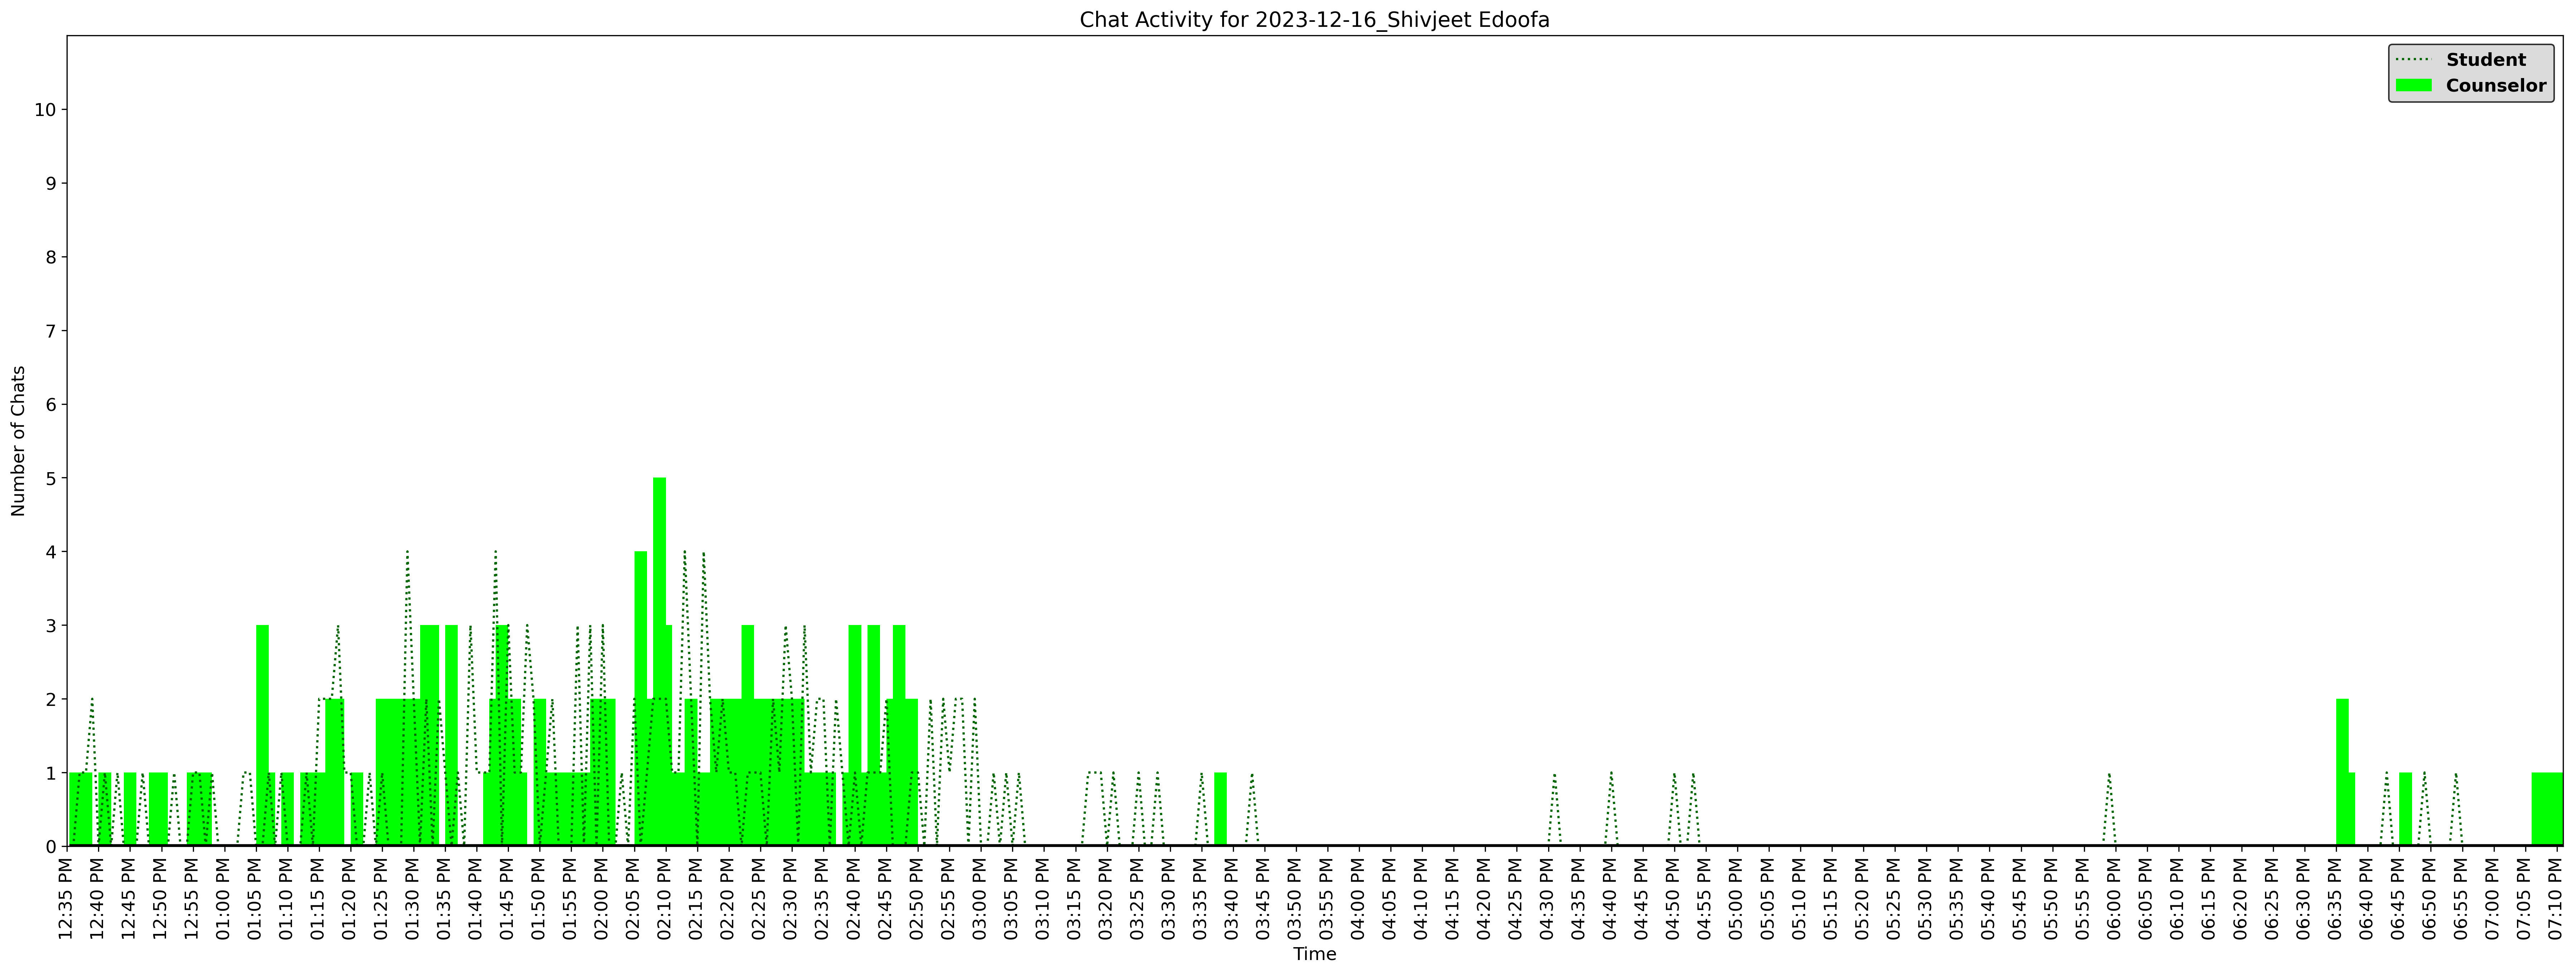 Chat Activity for 2023-12-16_Shivjeet Edoofa
Student
Counselor
Number of Chats
10
9
8
7
6
5
4
3
2
1
0
12:35 PM
12:40 PM
12:45 PM
12:50 PM
12:55 PM
01:00 PM
01:05 PM
01:10 PM
01:15 PM
01:20 PM
01:25 PM
01:30 PM
01:35 PM
01:40 PM
01:45 PM
01:50 PM
01:55 PM
02:00 PM
02:05 PM
02:10 PM
02:15 PM
02:20 PM
02:25 PM
02:30 PM
02:35 PM
02:40 PM
02:45 PM
02:50 PM
02:55 PM
03:00 PM
03:05 PM
03:10 PM
03:15 PM
03:20 PM
03:25 PM
03:30 PM
03:35 PM
03:40 PM
03:45 PM
03:50 PM
03:55 PM
04:00 PM
04:05 PM
04:10 PM
04:15 PM
04:20 PM
04:25 PM
04:30 PM
04:35 PM
04:40 PM
04:45 PM
04:50 PM
04:55 PM
05:00 PM
05:05 PM
05:10 PM
05:15 PM
05:20 PM
05:25 PM
05:30 PM
05:35 PM
05:40 PM
05:45 PM
05:50 PM
05:55 PM
06:00 PM
06:05 PM
06:10 PM
06:15 PM
06:20 PM
06:25 PM
06:30 PM
06:35 PM
06:40 PM
06:45 PM
06:50 PM
06:55 PM
07:00 PM
07:05 PM
07:10 PM
Time